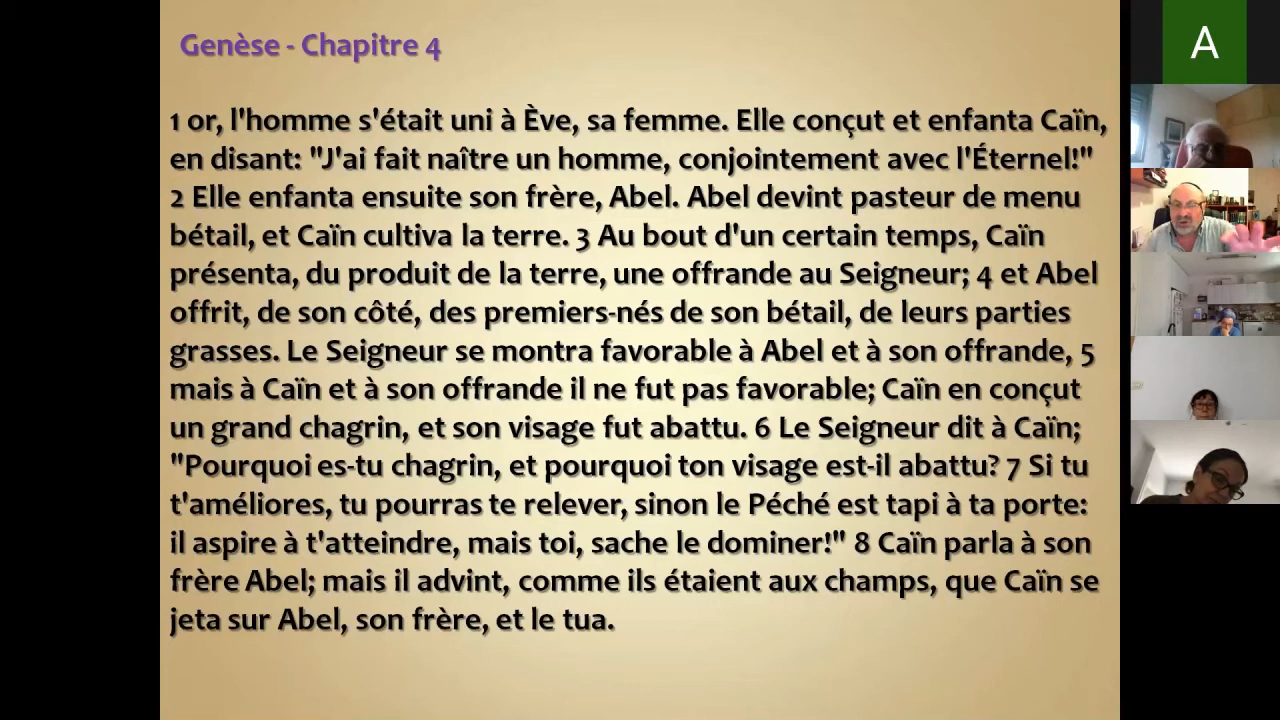 Genèse - Chapitre 4
1 or, l'homme s'était uni à Ève, sa femme. Elle conçut et enfanta Caïn,
en disant: "J'ai fait naître un homme, conjointement avec l'Éternel!"
2 Elle enfanta ensuite son frère, Abel. Abel devint pasteur de menu
bétail, et Caïn cultiva la terre. 3 Au bout d'un certain temps, Caïn
présenta, du produit de la terre, une offrande au Seigneur; 4 et Abel
offrit, de son côté, des premiers-nés de son bétail, de leurs parties
grasses. Le Seigneur se montra favorable à Abel et à son offrande, 5
mais à Caïn et à son offrande il ne fut pas favorable; Caïn en conçut
un grand chagrin, et son visage fut abattu. 6 Le Seigneur dit à Caïn;
"Pourquoi es-tu chagrin, et pourquoi ton visage est-il abattu? 7 Si tu
t'améliores, tu pourras te relever, sinon le Péché est tapi à ta porte:
il aspire à t'atteindre, mais toi, sache le dominer!" 8 Caïn parla à son
frère Abel; mais il advint, comme ils étaient aux champs, que Caïn se
jeta sur Abel, son frère, et le tua.
A